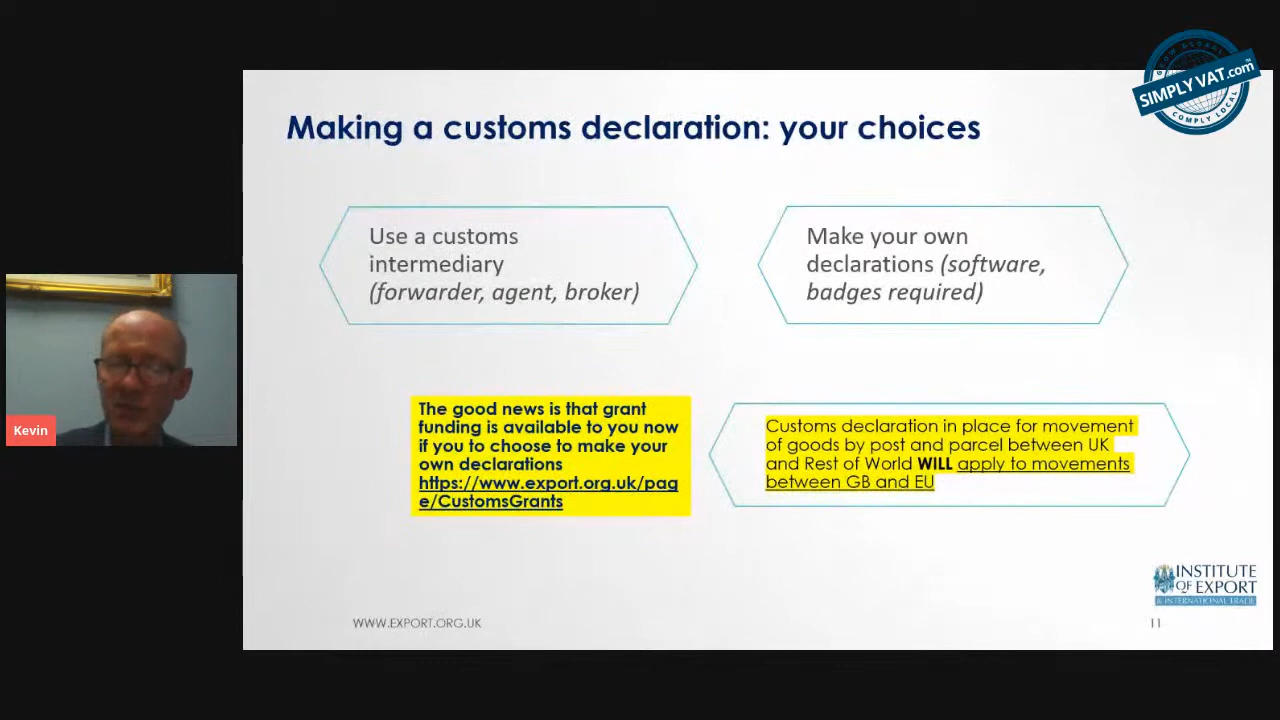 GROW GLOBAL
SIMPLY VAT.com
COMPLY LOCAL
Making a customs declaration: your choices
Use a customs
intermediary
(forwarder, agent, broker)
Make your own
declarations (software,
badges required)
The good news is that grant
funding is available to you now
if you to choose to make your
own declarations
https://www.export.org.uk/pag
e/CustomsGrants
Customs declaration in place for movement
of goods by post and parcel between UK
and Rest of World WILL apply to movements
between GB and EU
Kevin
INSTITUTE
OF EXPORT
& INTERNATIONAL TRADE
WWW.EXPORT.ORG.UK
11